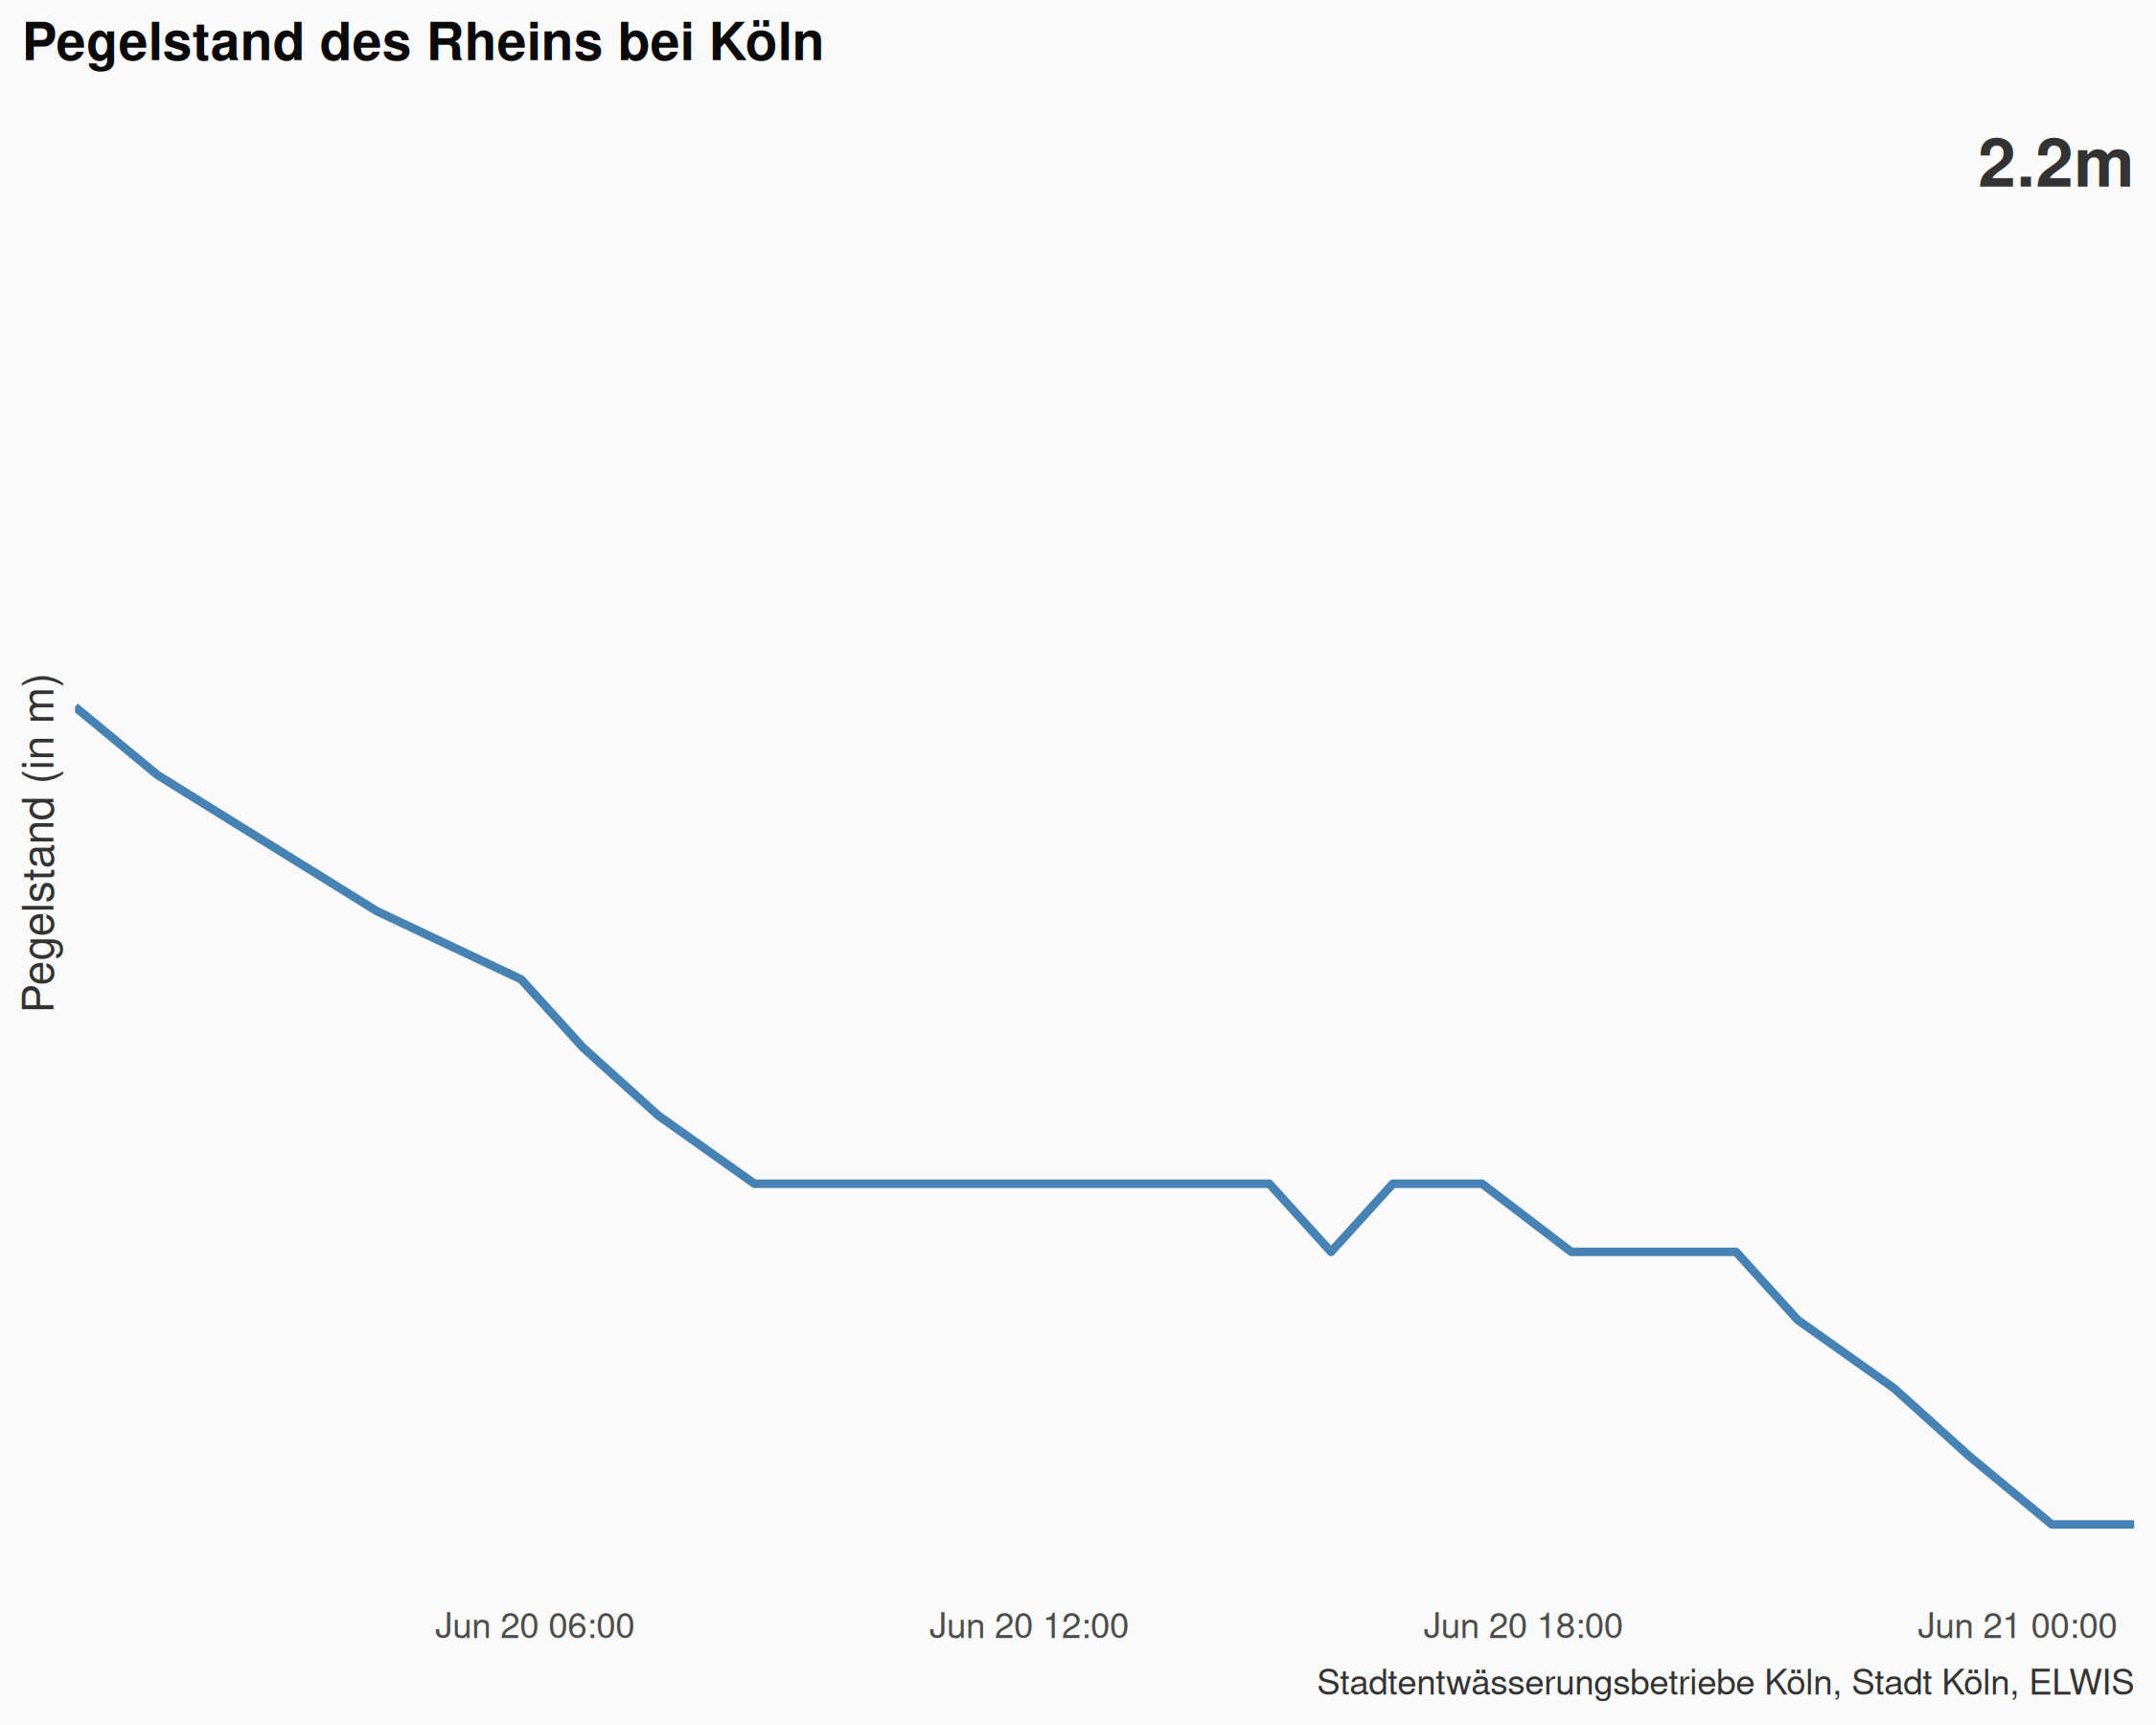 Pegelstand des Rheins bei Köln
2.2m
Pegelstand (in m)
Jun 20 06:00
Jun 20 12:00
Jun 20 18:00
Jun 21 00:00
Stadtentwässerungsbetriebe Köln, Stadt Köln, ELWIS